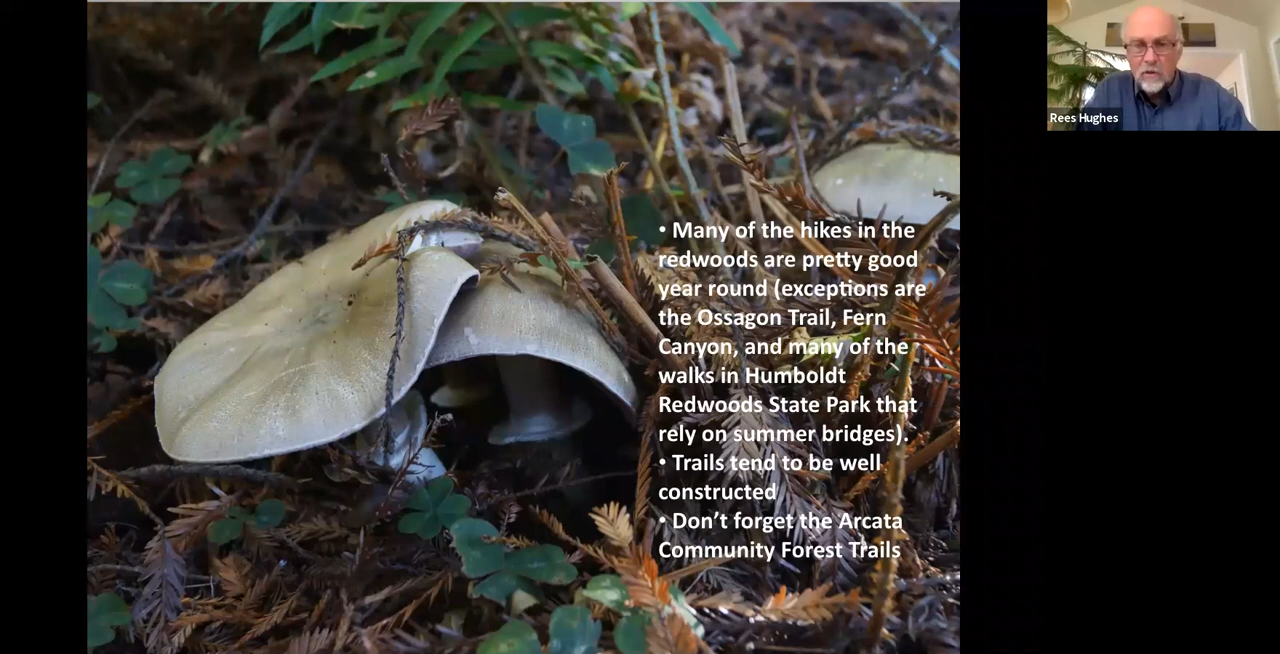 • Many of the hikes in the
redwoods are pretty good
year round (exceptions are
the Ossagon Trail, Fern
Canyon, and many of the
walks in Humboldt
Redwoods State Park that
rely on summer bridges).
• Trails tend to be well
constructed
• Don’t forget the Arcata
Community Forest Trails
Rees Hughes